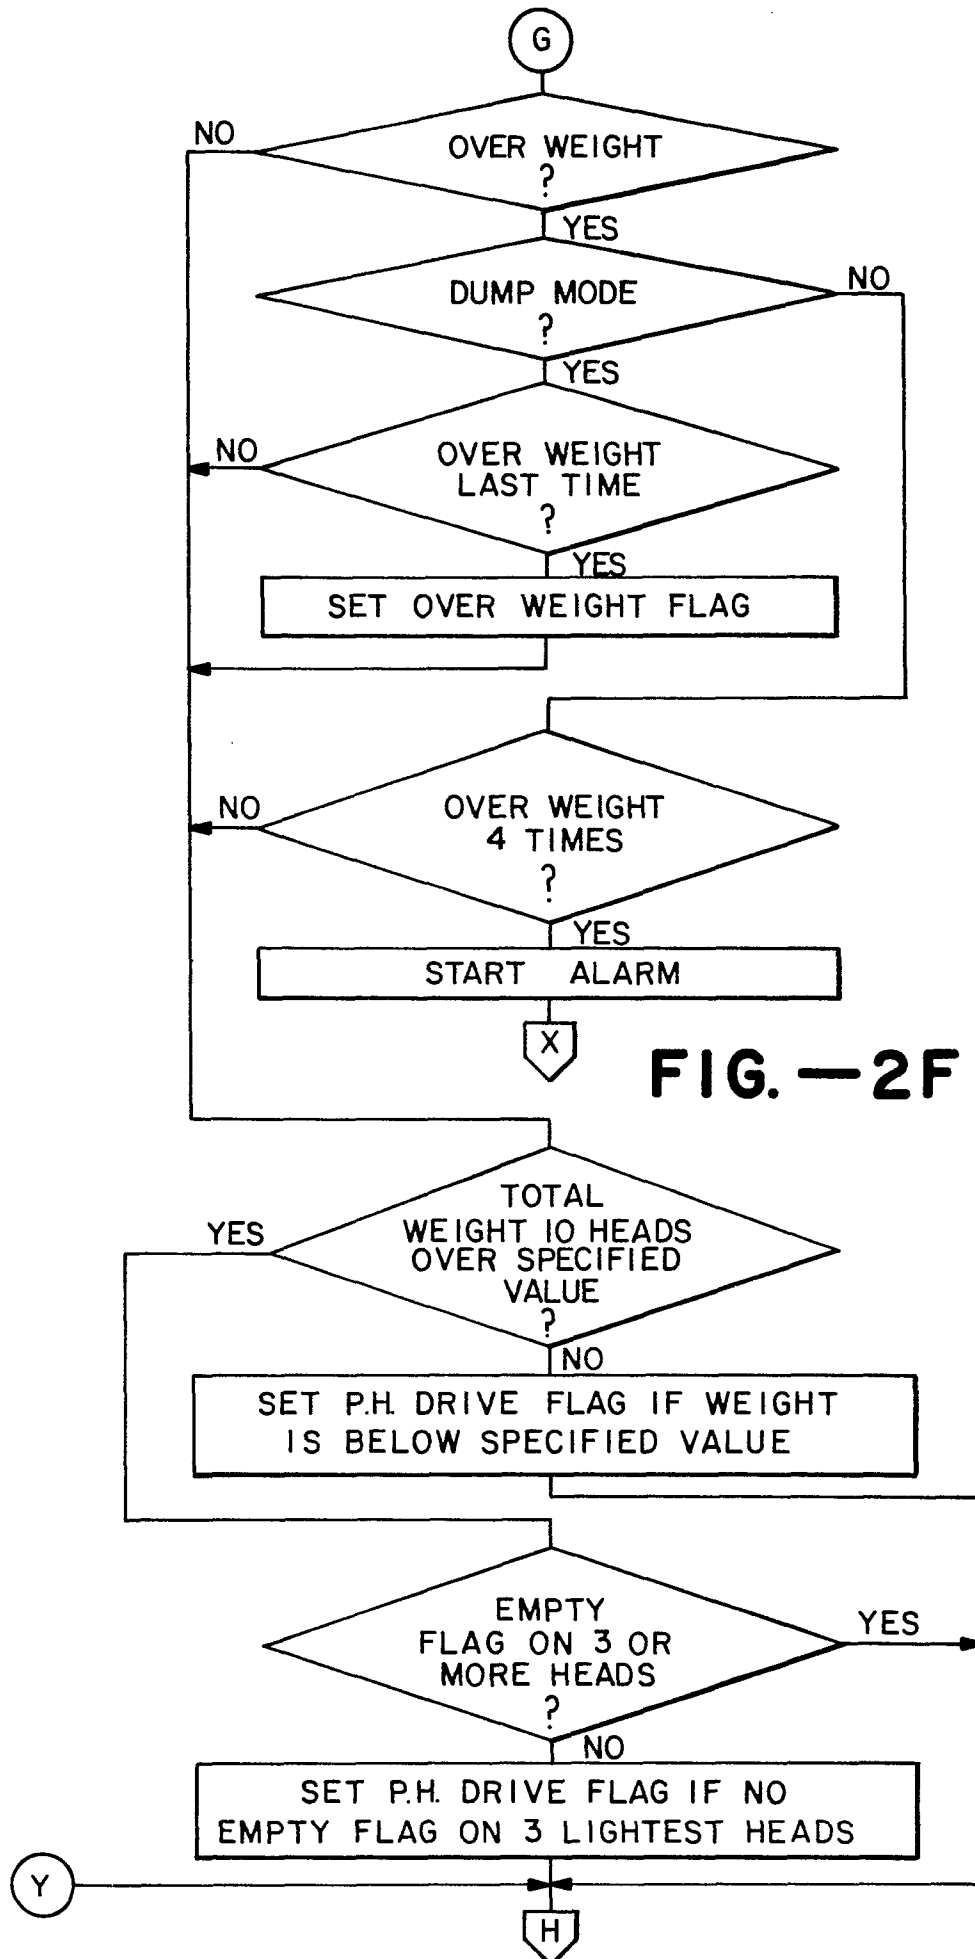 G
OVER WEIGHT
?
NO
YES
DUMP MODE
?
NO
YES
OVER WEIGHT
LAST TIME
?
NO
YES
SET OVER WEIGHT FLAG
OVER WEIGHT
4 TIMES
?
NO
YES
START ALARM
X
FIG.—2F
TOTAL
WEIGHT 10 HEADS
OVER SPECIFIED
VALUE
?
YES
NO
SET P.H. DRIVE FLAG IF WEIGHT
IS BELOW SPECIFIED VALUE
EMPTY
FLAG ON 3 OR
MORE HEADS
?
YES
NO
SET P.H. DRIVE FLAG IF NO
EMPTY FLAG ON 3 LIGHTEST HEADS
Y
H